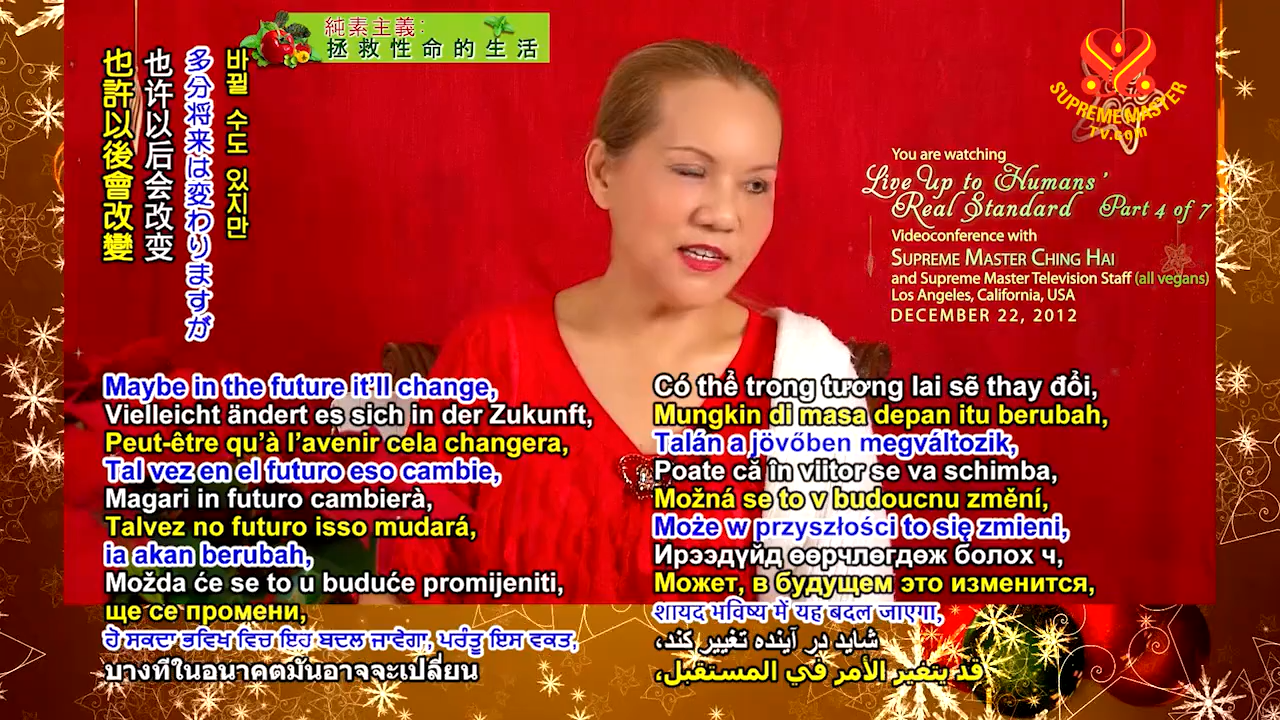 純素主義:
拯救性命的生活
也許以後會改變
也许以后会改变
多分将来は変わりますが
바뀔 수도 있지만
SUPREME MASTER
TV.com
You are watching
Live Up to Humans'
Real Standard Part 4 of 7
Videoconference with
SUPREME MASTER CHING HAI
and Supreme Master Television Staff (all vegans)
Los Angeles, California, USA
DECEMBER 22, 2012
Maybe in the future it'll change,
Vielleicht ändert es sich in der Zukunft,
Peut-être qu'à l'avenir cela changera,
Tal vez en el futuro eso cambie,
Magari in futuro cambierà,
Talvez no futuro isso mudará,
ia akan berubah,
Možda će se to u buduće promijeniti,
ще се промени,
ਹੋ ਸਕਦਾ ਭਵਿਖ ਵਿਚ ਇਹ ਬਦਲ ਜਾਵੇਗਾ, ਪਰੰਤੂ ਇਸ ਵਕਤ,
บางทีในอนาคตมันอาจจะเปลี่ยน
Có thể trong tương lai sẽ thay đổi,
Mungkin di masa depan itu berubah,
Talán a jövőben megváltozik,
Poate că în viitor se va schimba,
Možná se to v budoucnu změní,
Może w przyszłości to się zmieni,
Ирээдүйд өөрчлөгдөж болох ч,
Может, в будущем это изменится,
शायद भविष्य में यह बदल जाएगा,
شاید در آینده تغییر کند،
قد يتغير الأمر في المستقبل،